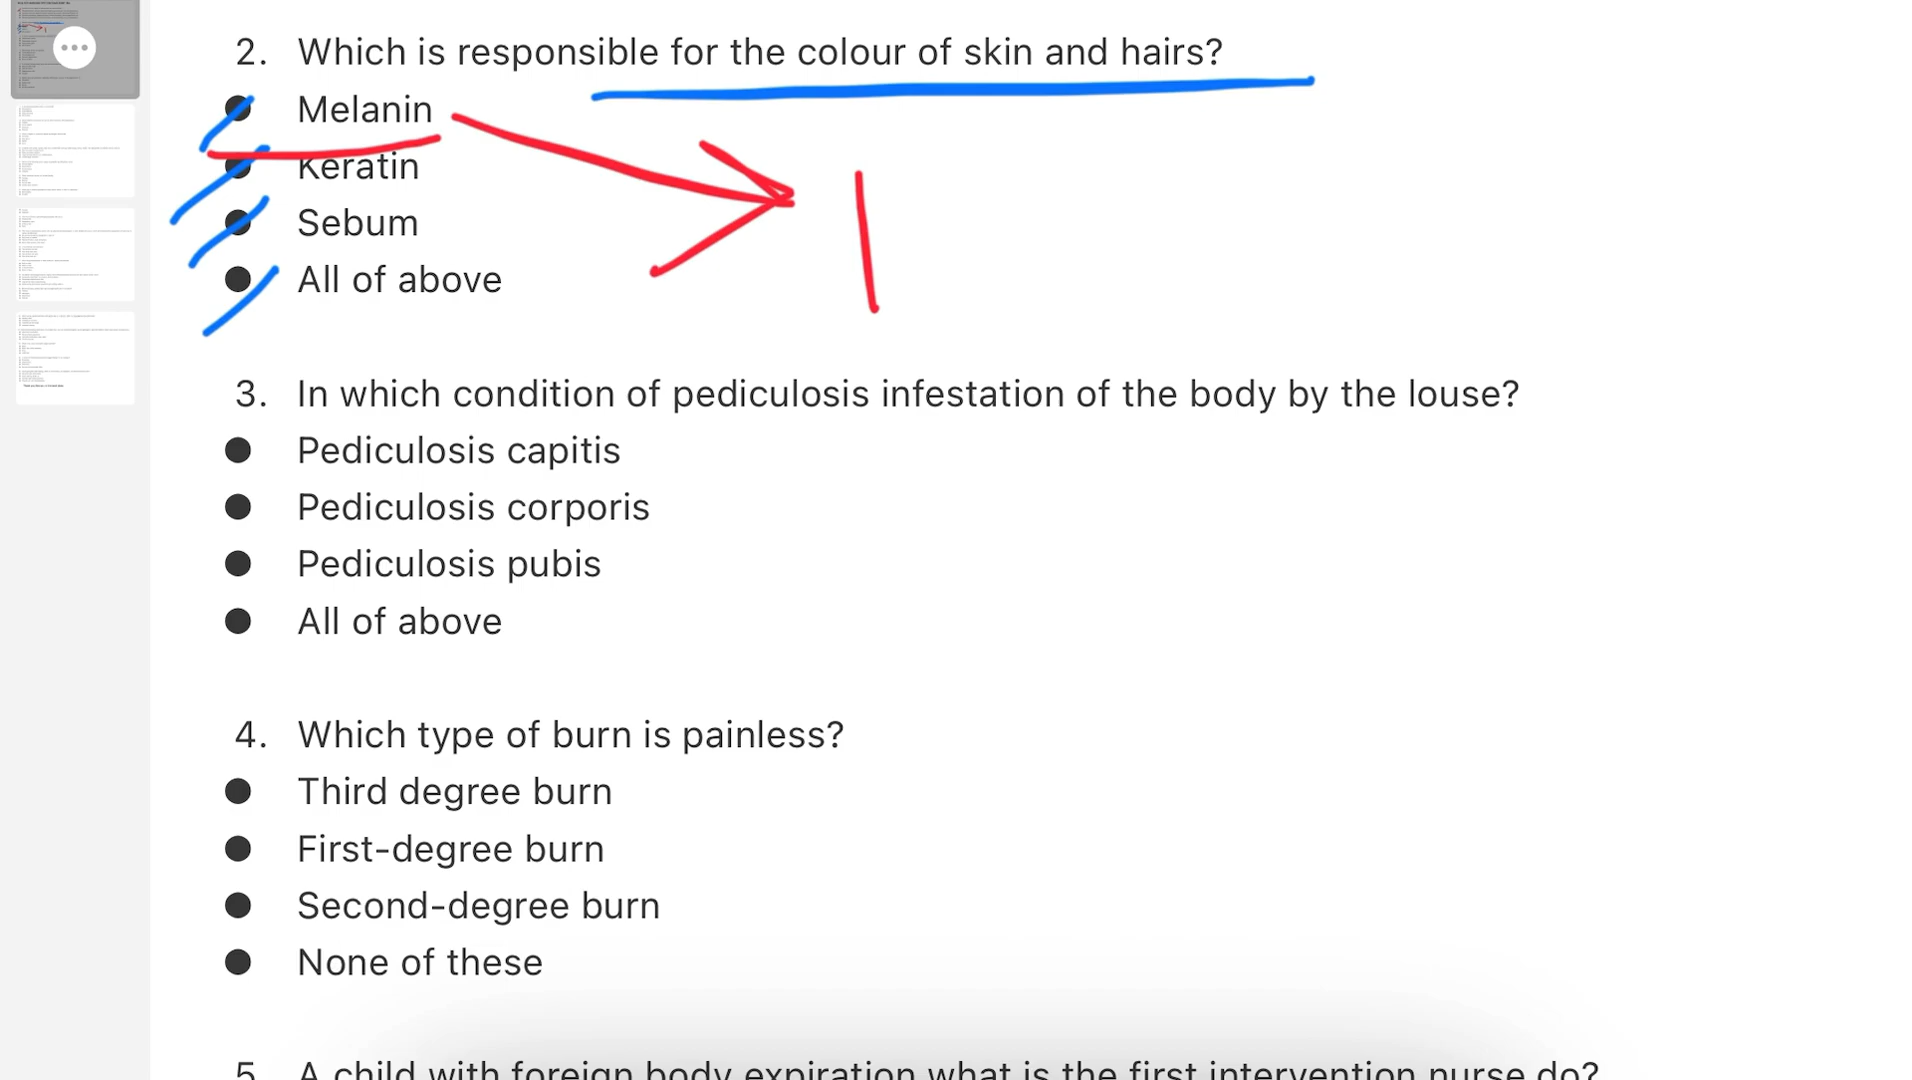 2. Which is responsible for the colour of skin and hairs?
● Melanin
● Keratin
● Sebum
● All of above
1
3. In which condition of pediculosis infestation of the body by the louse?
● Pediculosis capitis
● Pediculosis corporis
● Pediculosis pubis
● All of above
4. Which type of burn is painless?
● Third degree burn
● First-degree burn
● Second-degree burn
● None of these
5. A child with foreign body expiration what is the first intervention nurse do?